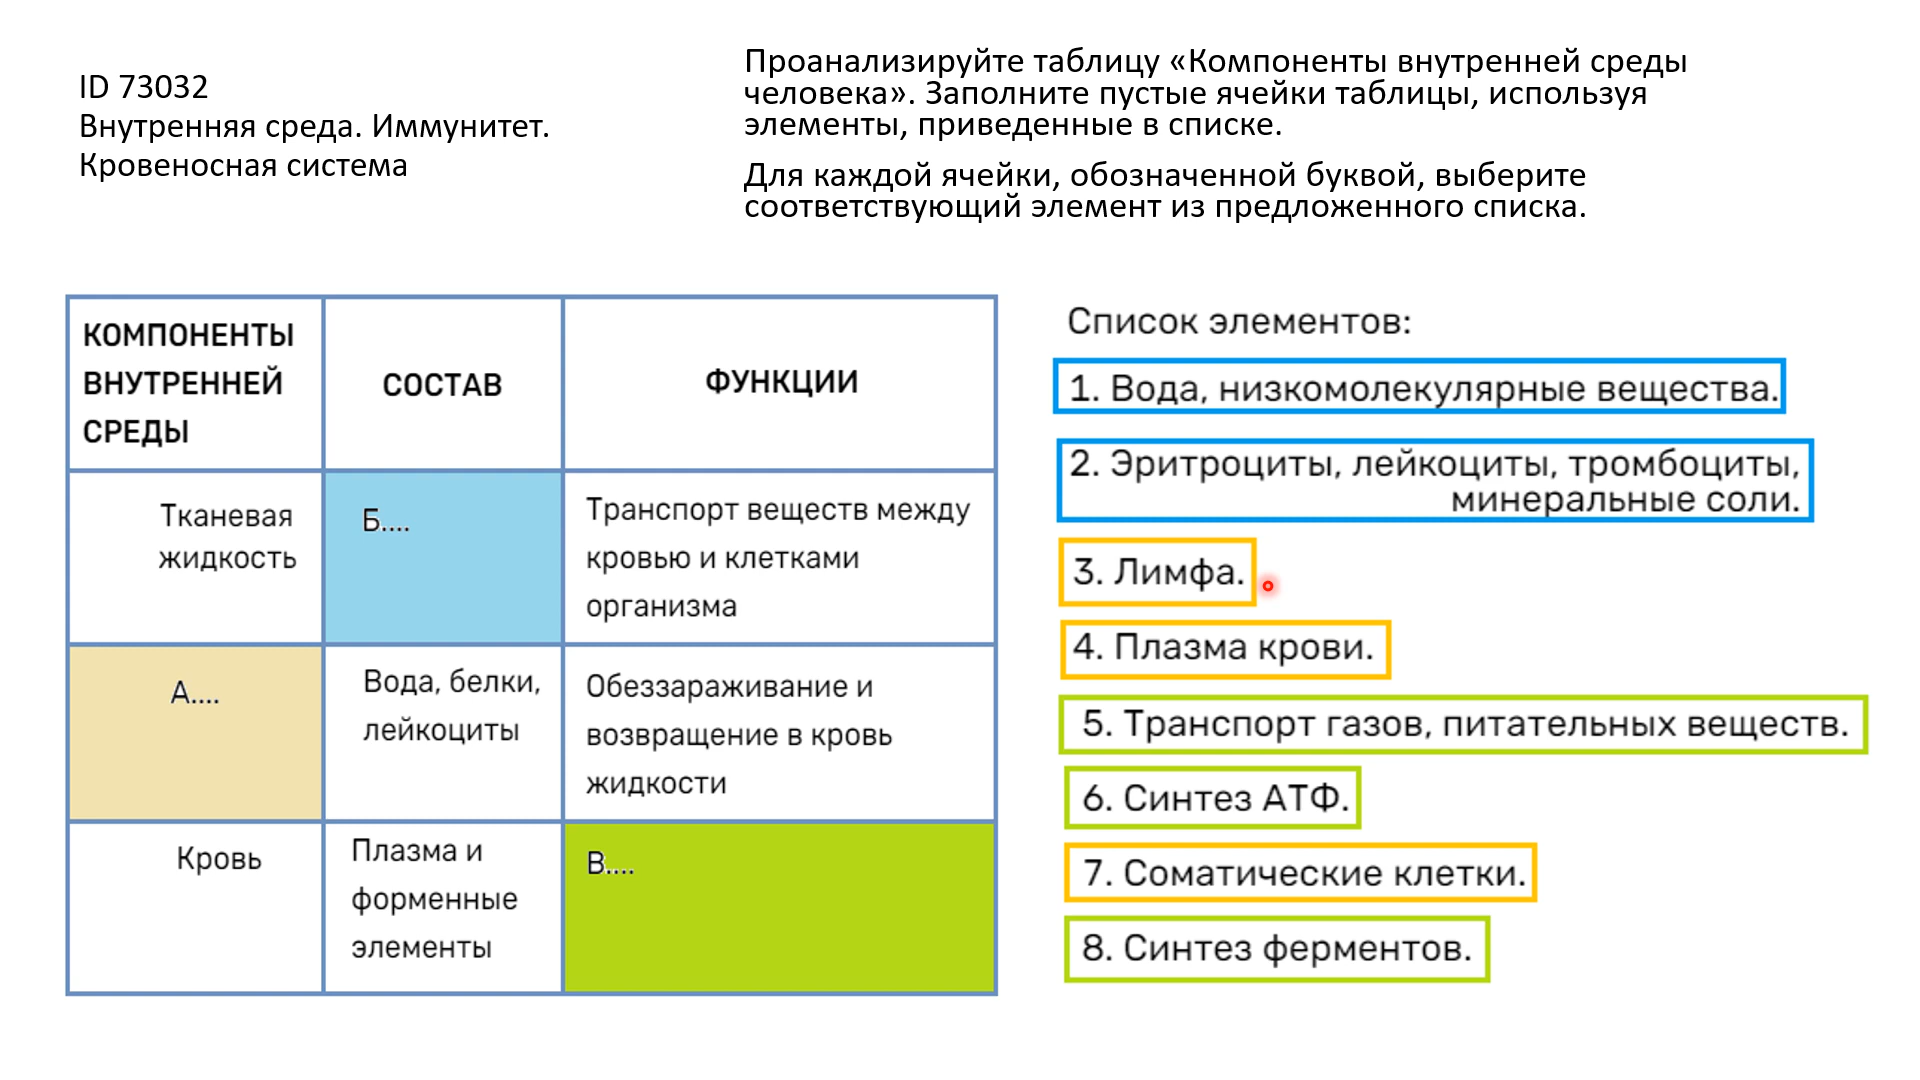 ID 73032
Внутренняя среда. Иммунитет.
Кровеносная система
Проанализируйте таблицу «Компоненты внутренней среды
человека». Заполните пустые ячейки таблицы, используя
элементы, приведенные в списке.
Для каждой ячейки, обозначенной буквой, выберите
соответствующий элемент из предложенного списка.
КОМПОНЕНТЫ
ВНУТРЕННЕЙ
СРЕДЫ
СОСТАВ
ФУНКЦИИ
Тканевая
жидкость
Б....
Транспорт веществ между
кровью и клетками
организма
А....
Вода, белки,
лейкоциты
Обеззараживание и
возвращение в кровь
жидкости
Кровь
Плазма и
форменные
элементы
В....
Список элементов:
1. Вода, низкомолекулярные вещества.
2. Эритроциты, лейкоциты, тромбоциты,
минеральные соли.
3. Лимфа.
4. Плазма крови.
5. Транспорт газов, питательных веществ.
6. Синтез АТФ.
7. Соматические клетки.
8. Синтез ферментов.